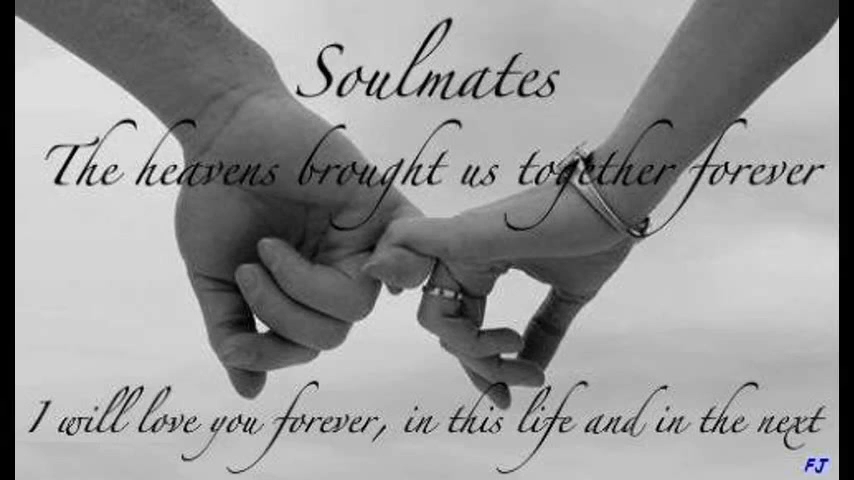 Soulmates
The heavens brought us together forever
I will love you forever, in this life and in the next
FJ